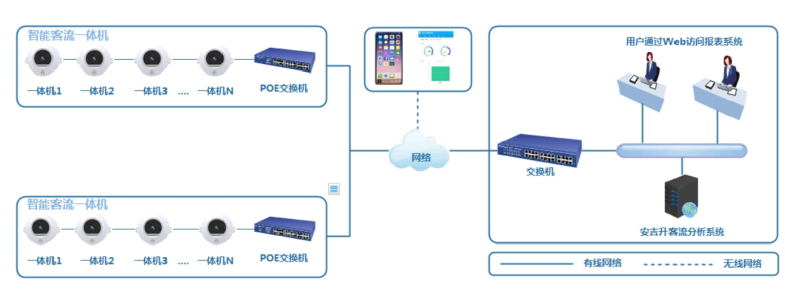 智能客流一体机
一体机1 一体机2 一体机3 .... 一体机N POE交换机
网络
用户通过Web访问报表系统
交换机
安吉升客流分析系统
智能客流一体机
一体机1 一体机2 一体机3 .... 一体机N POE交换机
有线网络 无线网络